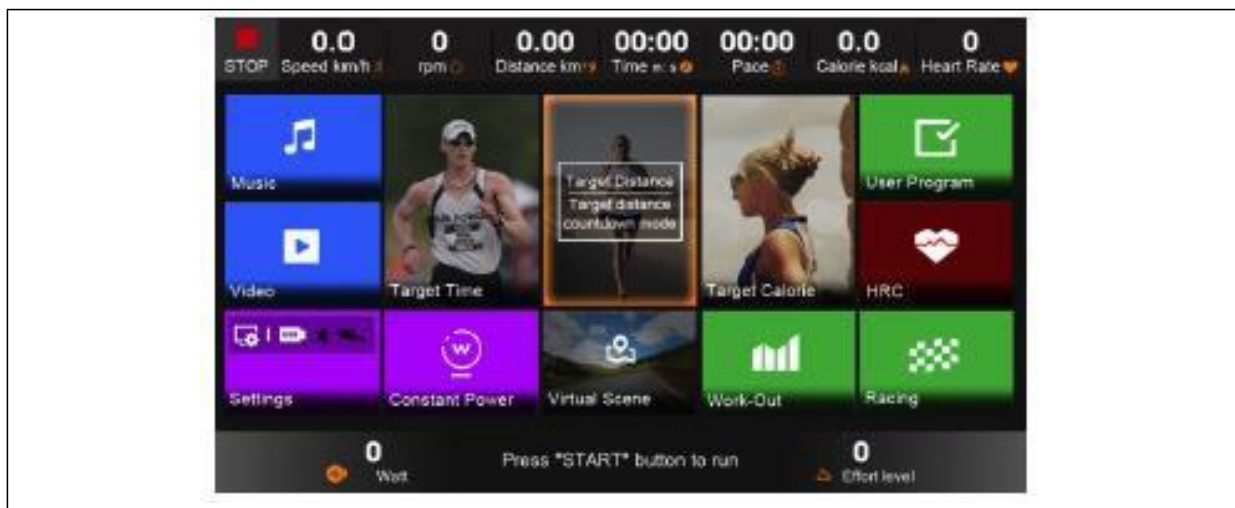 0.0 0 0.00 00:00 00:00 0.0 0
STOP Speed km/h rpm Distance km Time m: s Pace Calorie kcal Heart Rate
Music
Target Time
Target Distance
Target distance
countdown mode
Target Calorie
User Program
Video
HRC
Settings
W
Constant Power
Virtual Scene
Work-Out
Racing
0
Watt
Press "START" button to run
0
Effort level